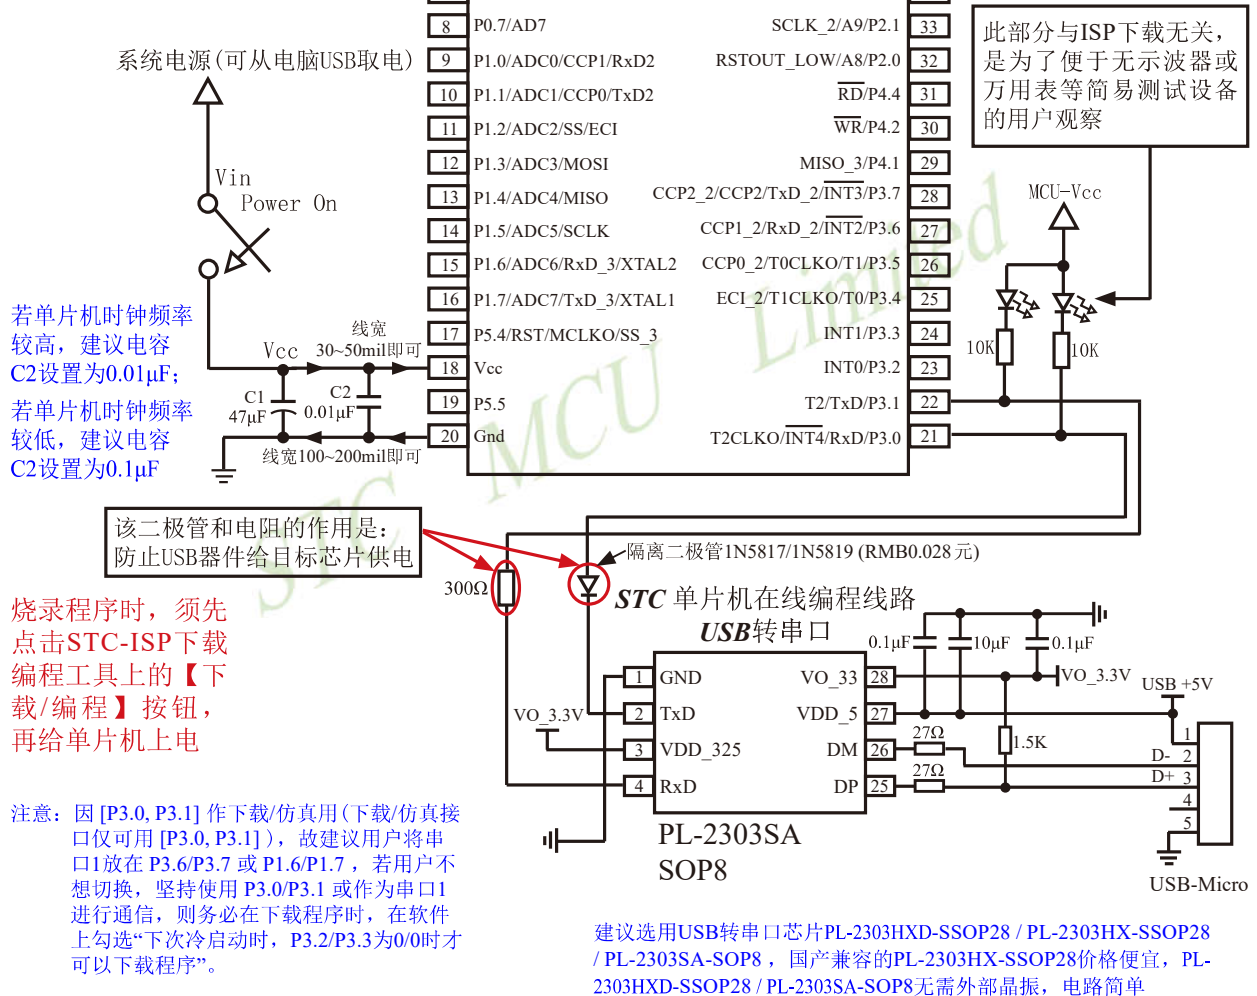 8 P0.7/AD7 SCLK_2/A9/P2.1 33
系统电源(可从电脑USB取电)
9 P1.0/ADC0/CCP1/RxD2 RSTOUT_LOW/A8/P2.0 32
10 P1.1/ADC1/CCP0/TxD2 RD/P4.4 31
11 P1.2/ADC2/SS/ECI WR/P4.2 30
12 P1.3/ADC3/MOSI MISO_3/P4.1 29
13 P1.4/ADC4/MISO CCP2_2/CCP2/TxD_2/INT3/P3.7 28
14 P1.5/ADC5/SCLK CCP1_2/RxD_2/INT2/P3.6 27
15 P1.6/ADC6/RxD_3/XTAL2 CCP0_2/T0CLKO/T1/P3.5 26
16 P1.7/ADC7/TxD_3/XTAL1 ECI_2/T1CLKO/T0/P3.4 25
17 P5.4/RST/MCLKO/SS_3 INT1/P3.3 24
18 Vcc INT0/P3.2 23
19 P5.5 T2/TxD/P3.1 22
20 Gnd T2CLKO/INT4/RxD/P3.0 21
此部分与ISP下载无关，
是为了便于无示波器或
万用表等简易测试设备
的用户观察
Vin
Power On
MCU-Vcc
10K
10K
若单片机时钟频率
较高，建议电容
C2设置为0.01μF；
若单片机时钟频率
较低，建议电容
C2设置为0.1μF
Vcc
线宽
30~50mil即可
C1
47μF
C2
0.01μF
线宽100~200mil即可
STC MCU Limited
该二极管和电阻的作用是：
防止USB器件给目标芯片供电
300Ω
隔离二极管1N5817/1N5819 (RMB0.028元)
STC 单片机在线编程线路
USB转串口
烧录程序时，须先
点击STC-ISP下载
编程工具上的【下
载/编程】按钮，
再给单片机上电
0.1μF
10μF
0.1μF
1 GND VO_33 28
VO_3.3V
USB +5V
VO_3.3V
2 TxD VDD_5 27
3 VDD_325 DM 26
4 RxD DP 25
27Ω
27Ω
1.5K
1
D- 2
D+ 3
4
5
PL-2303SA
SOP8
USB-Micro
注意：因 [P3.0, P3.1] 作下载/仿真用(下载/仿真接
口仅可用 [P3.0, P3.1] )，故建议用户将串
口1放在 P3.6/P3.7 或 P1.6/P1.7 ，若用户不
想切换，坚持使用 P3.0/P3.1 或作为串口1
进行通信，则务必在下载程序时，在软件
上勾选“下次冷启动时，P3.2/P3.3为0/0时才
可以下载程序”。
建议选用USB转串口芯片PL-2303HXD-SSOP28 / PL-2303HX-SSOP28
/ PL-2303SA-SOP8 ，国产兼容的PL-2303HX-SSOP28价格便宜，PL-
2303HXD-SSOP28 / PL-2303SA-SOP8无需外部晶振，电路简单